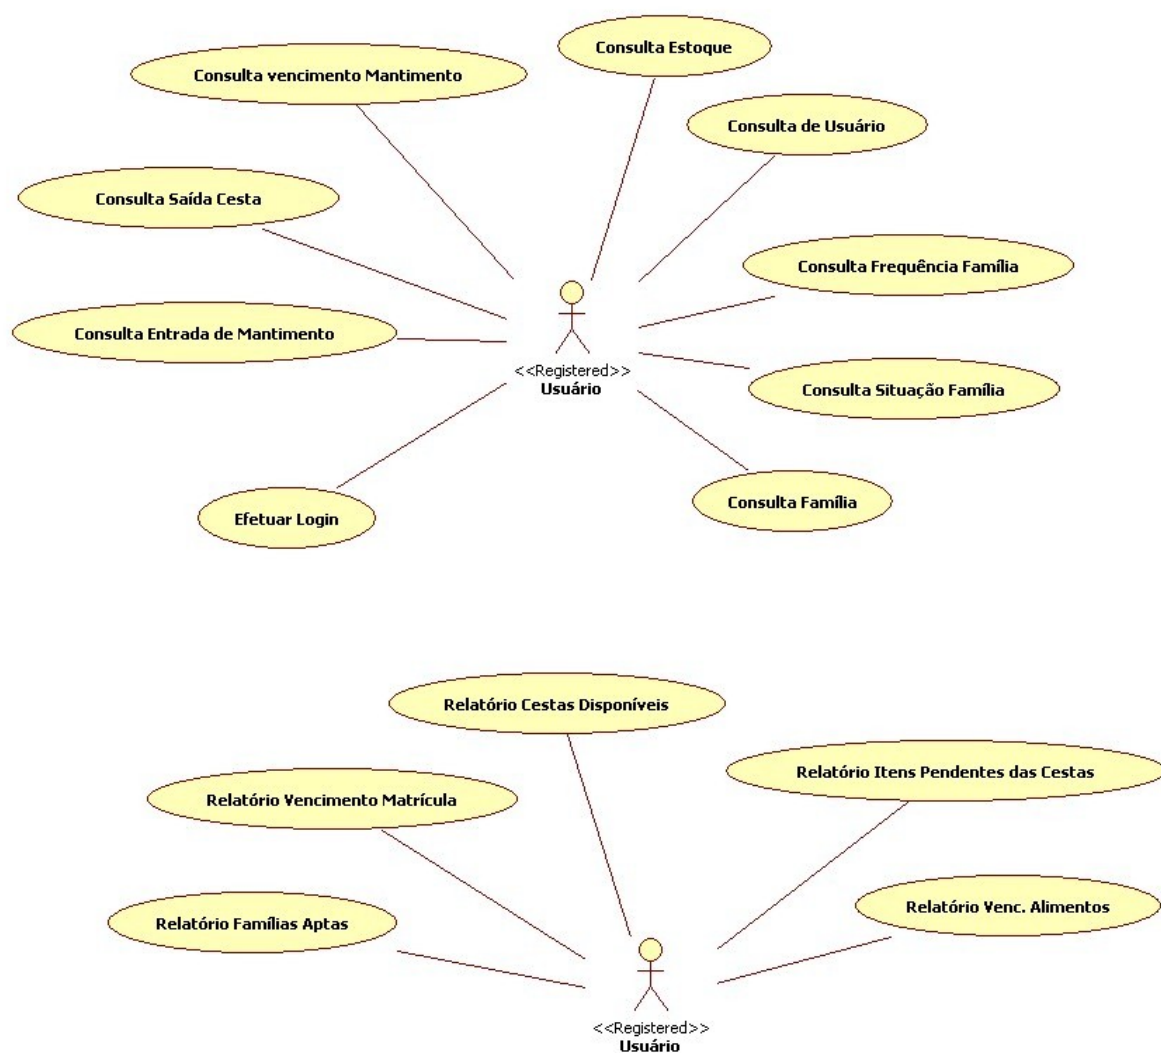 Consulta Estoque
Consulta vencimento Mantimento
Consulta de Usuário
Consulta Saída Cesta
Consulta Frequência Família
Consulta Entrada de Mantimento
<<Registered>>
Usuário
Consulta Situação Família
Consulta Família
Efetuar Login
Relatório Cestas Disponíveis
Relatório Itens Pendentes das Cestas
Relatório Vencimento Matrícula
Relatório Venc. Alimentos
Relatório Famílias Aptas
<<Registered>>
Usuário